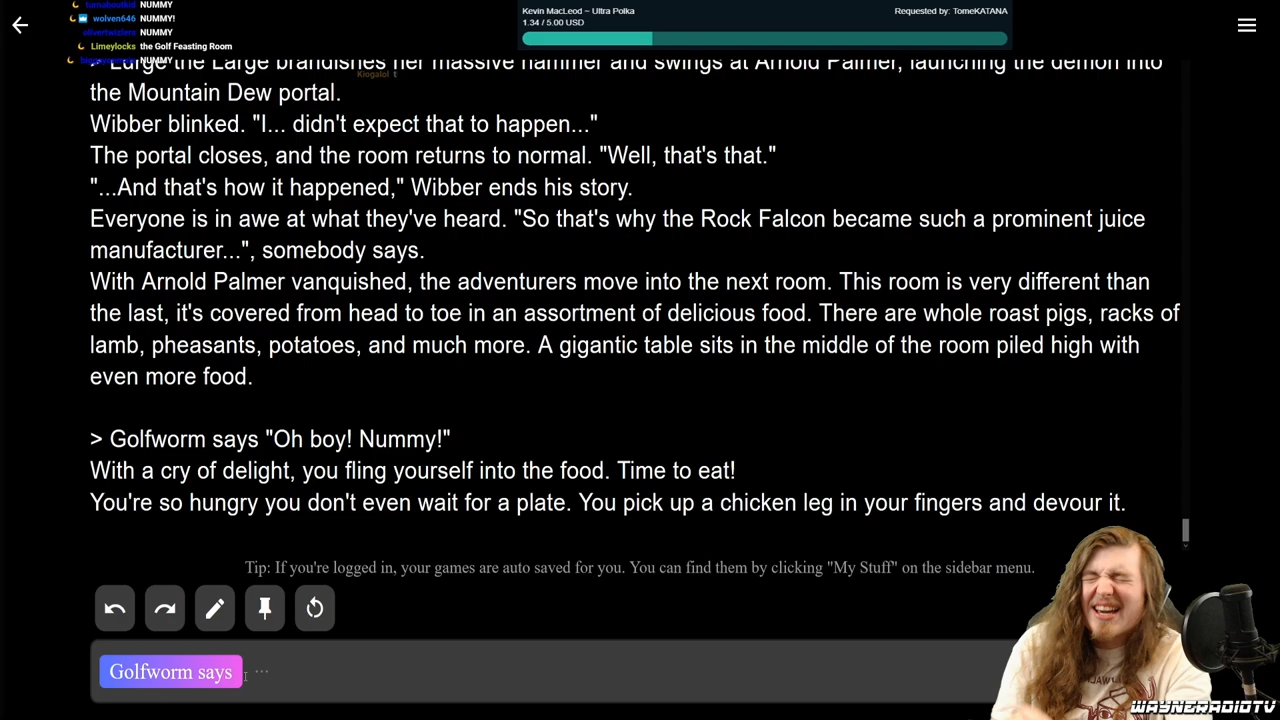 NUMMY
wolven646 NUMMY!
olivertwizlers NUMMY
Limeylocks the Golf Feasting Room
NUMMY
Kevin MacLeod – Ultra Polka
Requested by: TomeKATANA
1.34 / 5.00 USD
the Large brandishes her massive hammer and swings at Arnold Palmer, launching the demon into
the Mountain Dew portal.
Wibber blinked. "I... didn't expect that to happen..."
The portal closes, and the room returns to normal. "Well, that's that."
"...And that's how it happened," Wibber ends his story.
Everyone is in awe at what they've heard. "So that's why the Rock Falcon became such a prominent juice
manufacturer...", somebody says.
With Arnold Palmer vanquished, the adventurers move into the next room. This room is very different than
the last, it's covered from head to toe in an assortment of delicious food. There are whole roast pigs, racks of
lamb, pheasants, potatoes, and much more. A gigantic table sits in the middle of the room piled high with
even more food.
> Golfworm says "Oh boy! Nummy!"
With a cry of delight, you fling yourself into the food. Time to eat!
You're so hungry you don't even wait for a plate. You pick up a chicken leg in your fingers and devour it.
Tip: If you're logged in, your games are auto saved for you. You can find them by clicking "My Stuff" on the sidebar menu.
Golfworm says ...
WAYNERADIOTV